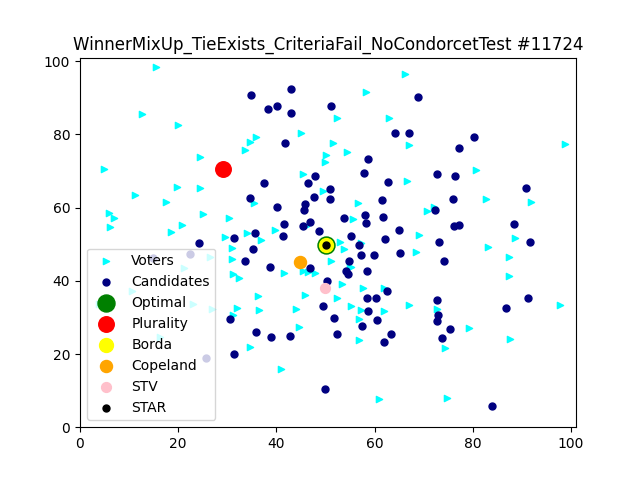 WinnerMixUp_TieExists_CriteriaFail_NoCondorcetTest #11724
100
80
60
40
20
0
0 20 40 60 80 100
Voters
Candidates
Optimal
Plurality
Borda
Copeland
STV
STAR